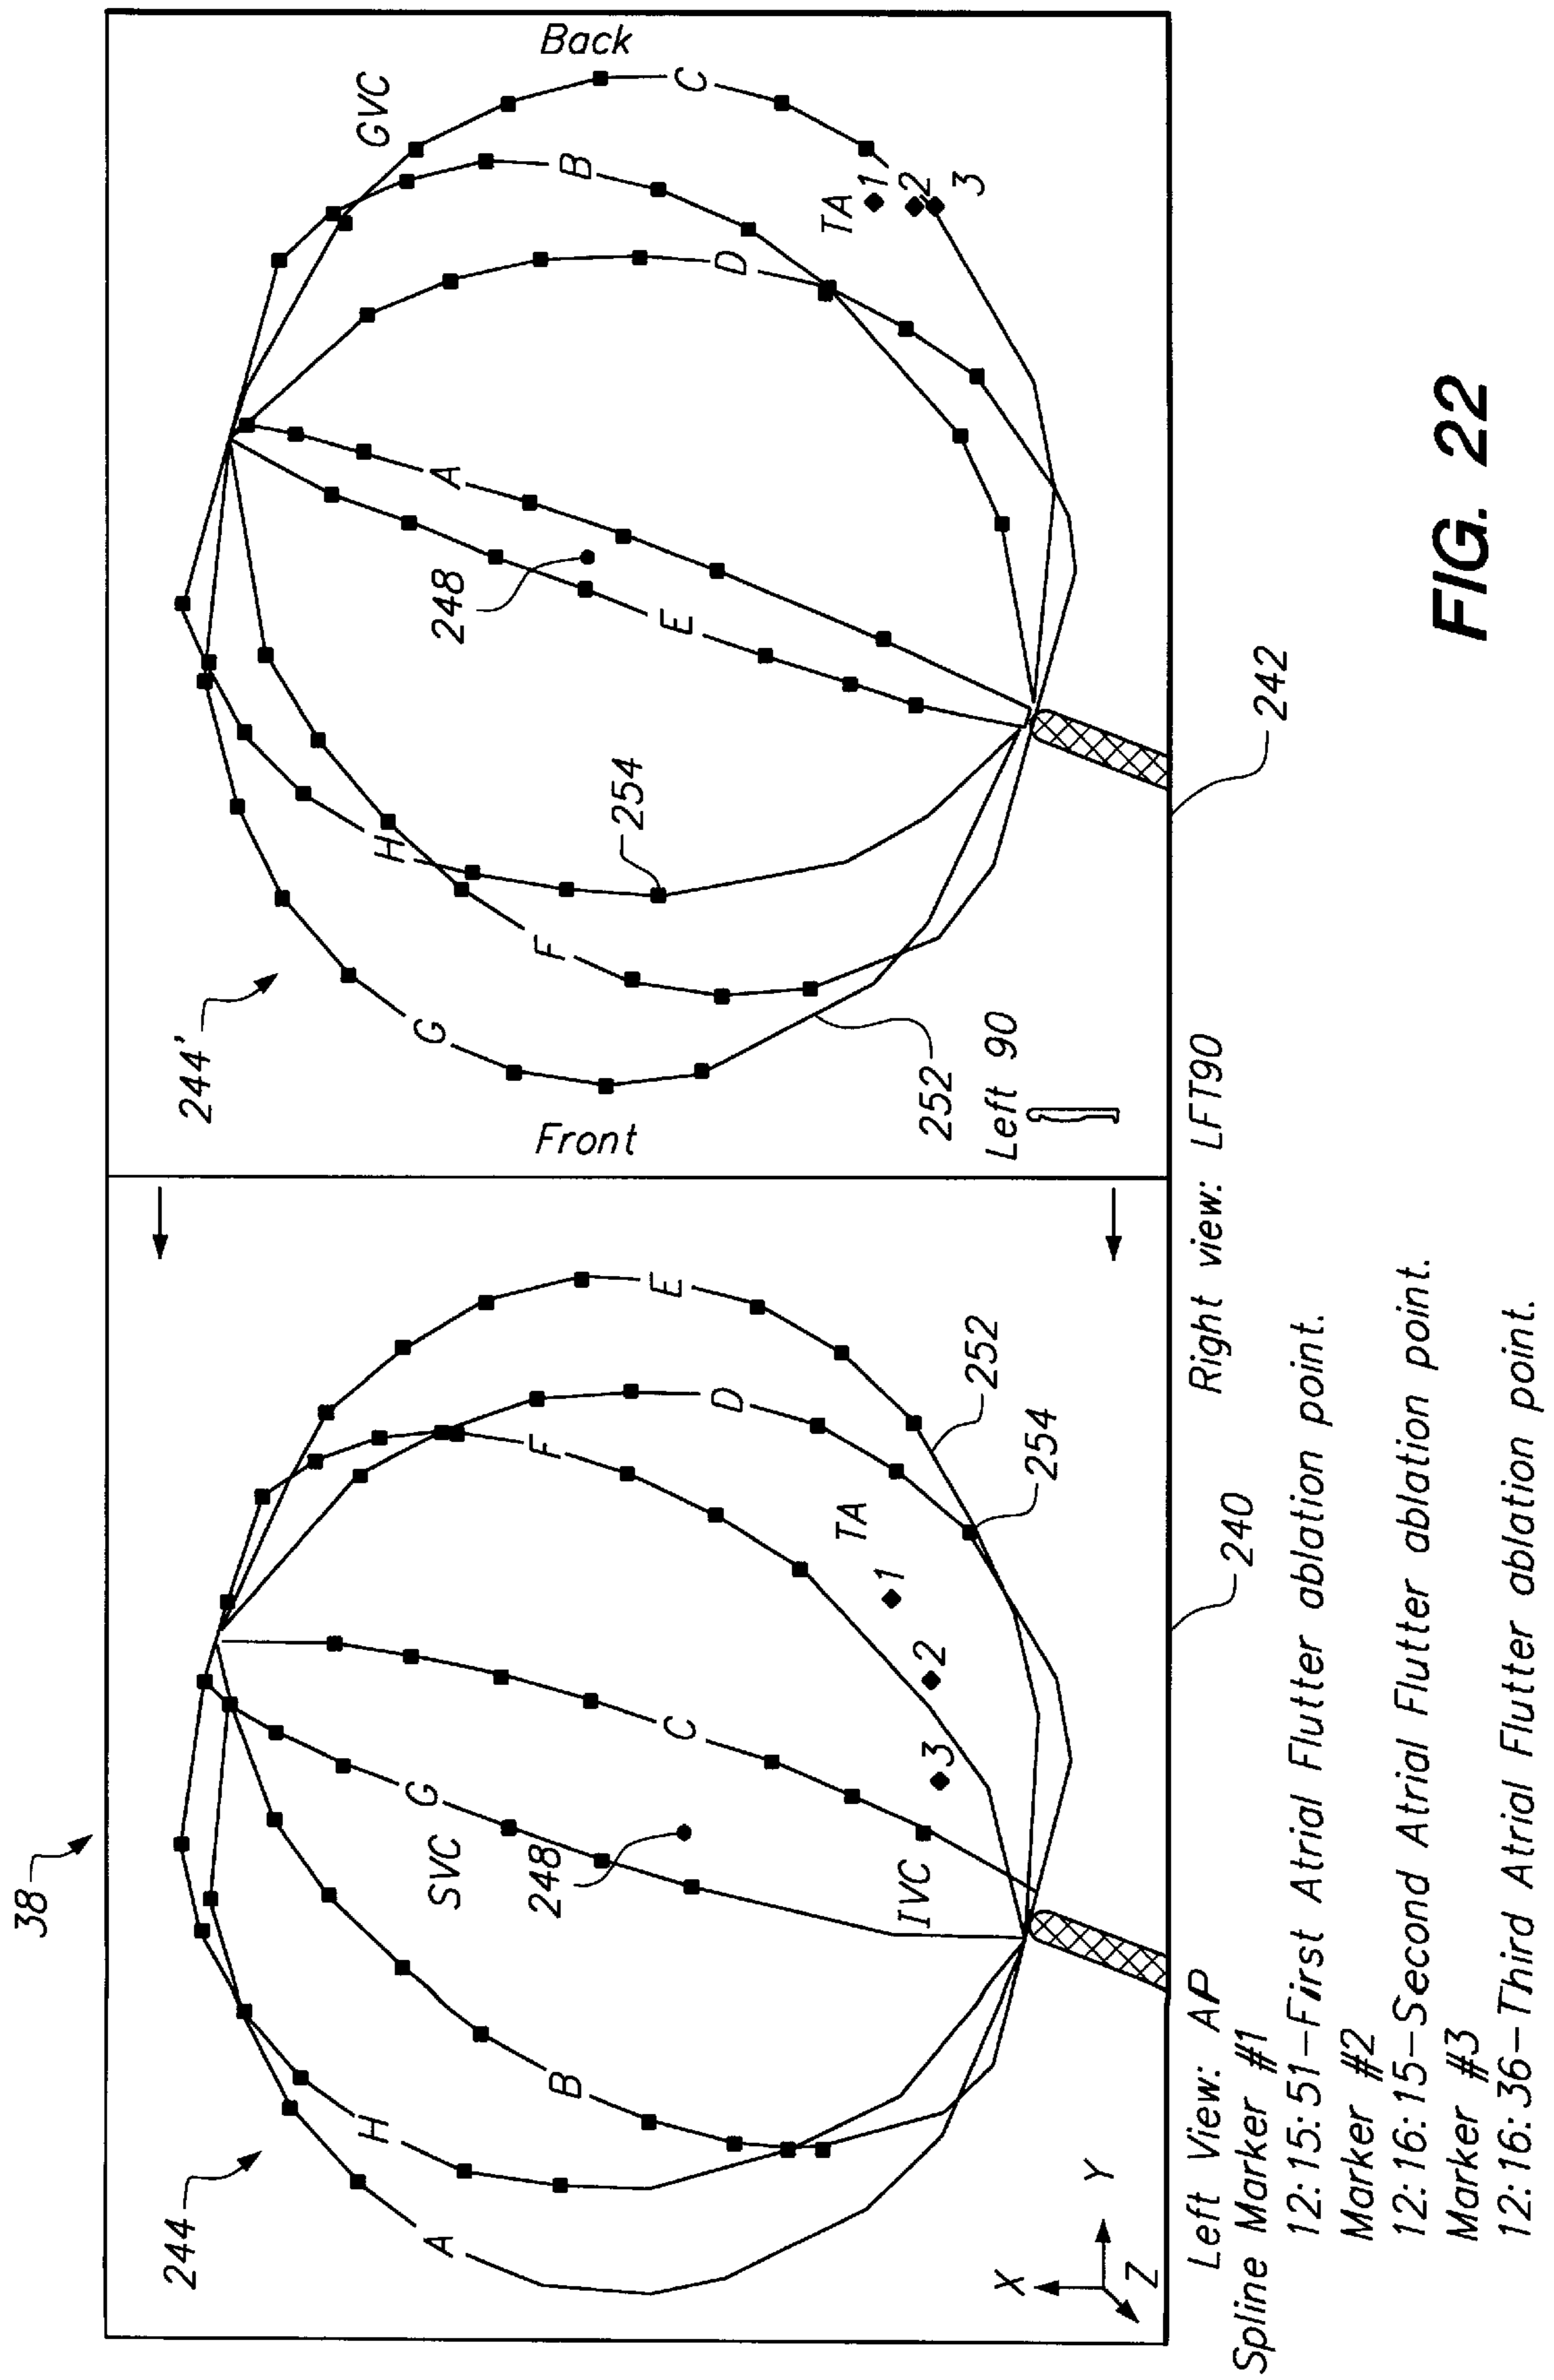 38
244
A
H
B
G
SVC
248
C
F
D
E
TA
1
2
3
IVC
252
254
X
Y
Z
240
244'
Front
Back
GVC
G
F
H
E
A
D
B
C
248
254
TA
1
2
3
252
Left 90
242
Left View: AP
Right view: LFT90
Spline Marker #1
12:15:51-First Atrial Flutter ablation point.
Marker #2
12:16:15-Second Atrial Flutter ablation point.
Marker #3
12:16:36-Third Atrial Flutter ablation point.
FIG. 22